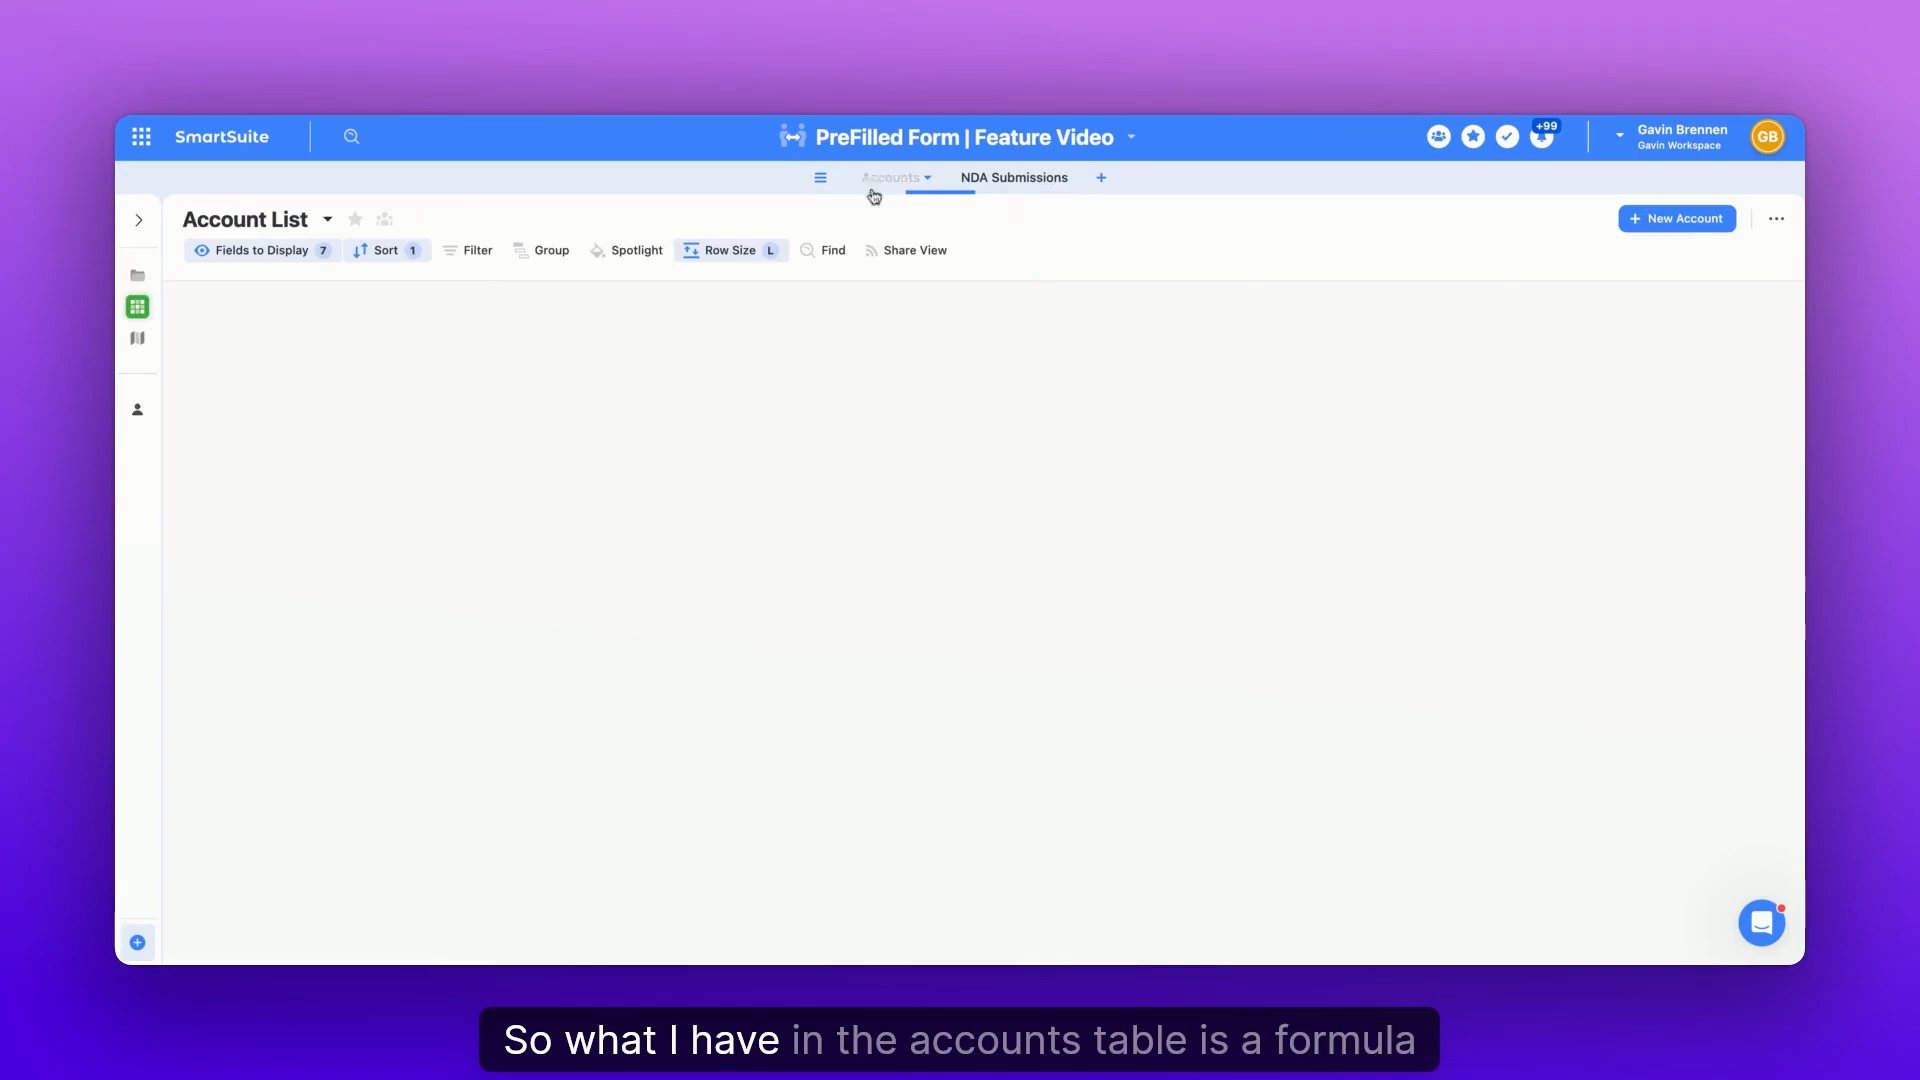 SmartSuite
PreFilled Form | Feature Video
+99
Gavin Brennen
Gavin Workspace
GB
Accounts
NDA Submissions
Account List
New Account
Fields to Display 7
Sort 1
Filter
Group
Spotlight
Row Size L
Find
Share View
So what I have in the accounts table is a formula